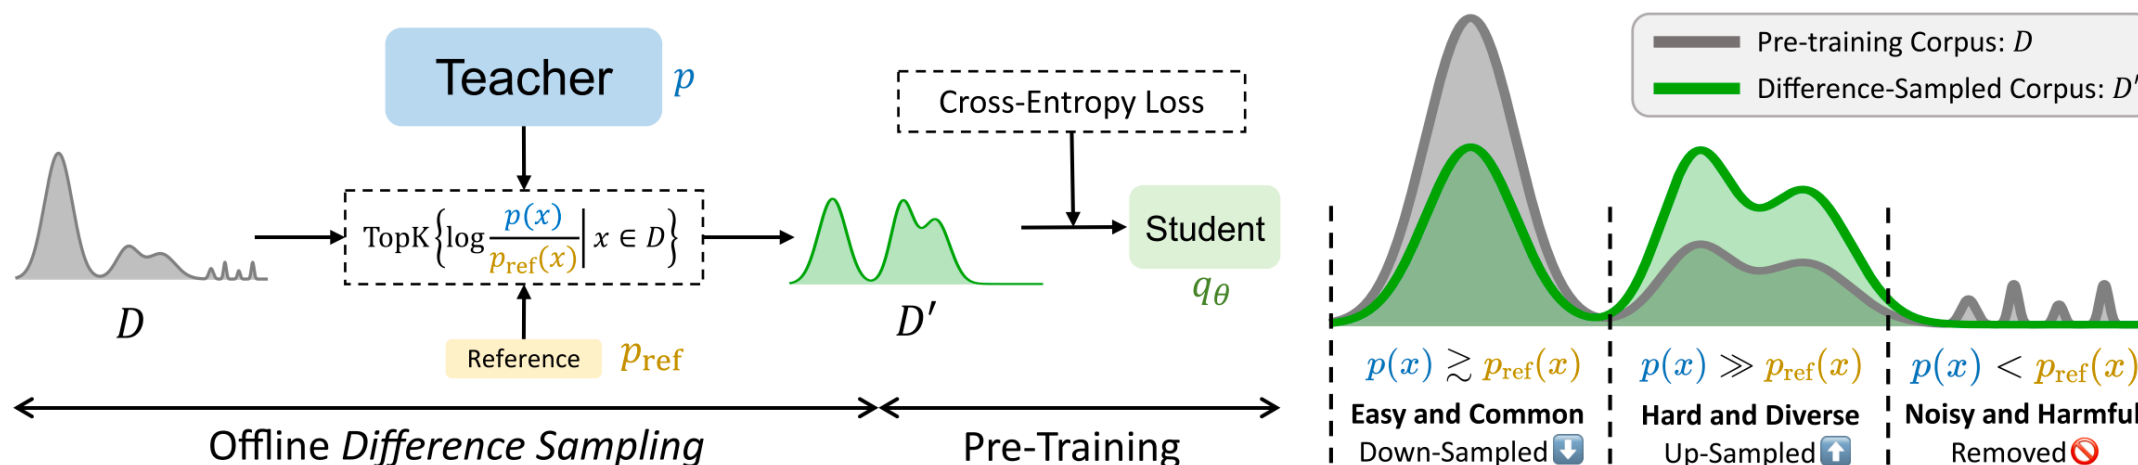 Teacher p
Cross-Entropy Loss
TopK{log p(x) / p_ref(x) | x ∈ D}
Student
q_θ
D
D′
Reference p_ref
Offline Difference Sampling
Pre-Training
Pre-training Corpus: D
Difference-Sampled Corpus: D′
p(x) ≳ p_ref(x)
Easy and Common
Down-Sampled ⬇️
p(x) ≫ p_ref(x)
Hard and Diverse
Up-Sampled ⬆️
p(x) < p_ref(x)
Noisy and Harmful
Removed 🚫